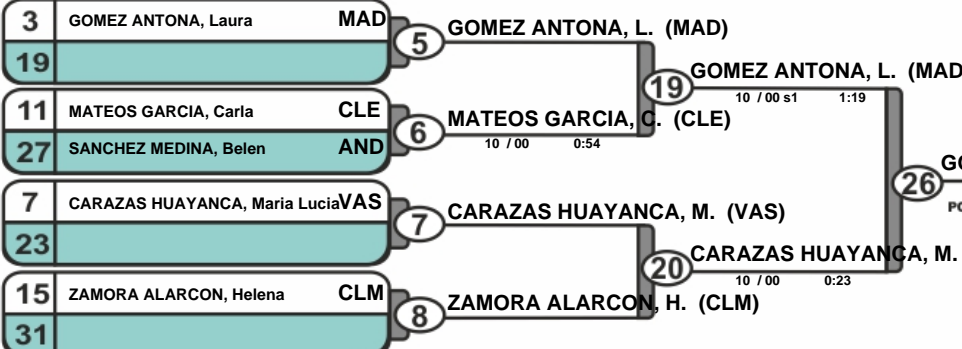 3 GOMEZ ANTONA, Laura MAD
19
11 MATEOS GARCIA, Carla CLE
27 SANCHEZ MEDINA, Belen AND
7 CARAZAS HUAYANCA, Maria Lucia VAS
23
15 ZAMORA ALARCON, Helena CLM
31
5 GOMEZ ANTONA, L. (MAD)
6 MATEOS GARCIA, C. (CLE)
10 / 00 0:54
7 CARAZAS HUAYANCA, M. (VAS)
8 ZAMORA ALARCON, H. (CLM)
19 GOMEZ ANTONA, L. (MAD
10 / 00 s1 1:19
20 CARAZAS HUAYANCA, M.
10 / 00 0:23
26